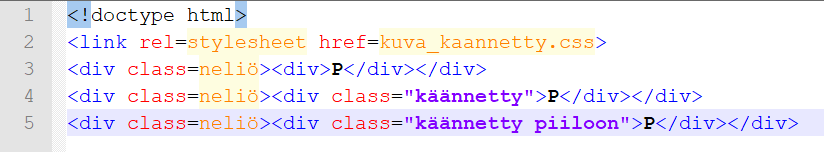 1 <!doctype html>
2 <link rel=stylesheet href=kuva_kaannetty.css>
3 <div class=neliö><div>P</div></div>
4 <div class=neliö><div class="käännetty">P</div></div>
5 <div class=neliö><div class="käännetty piiloon">P</div></div>